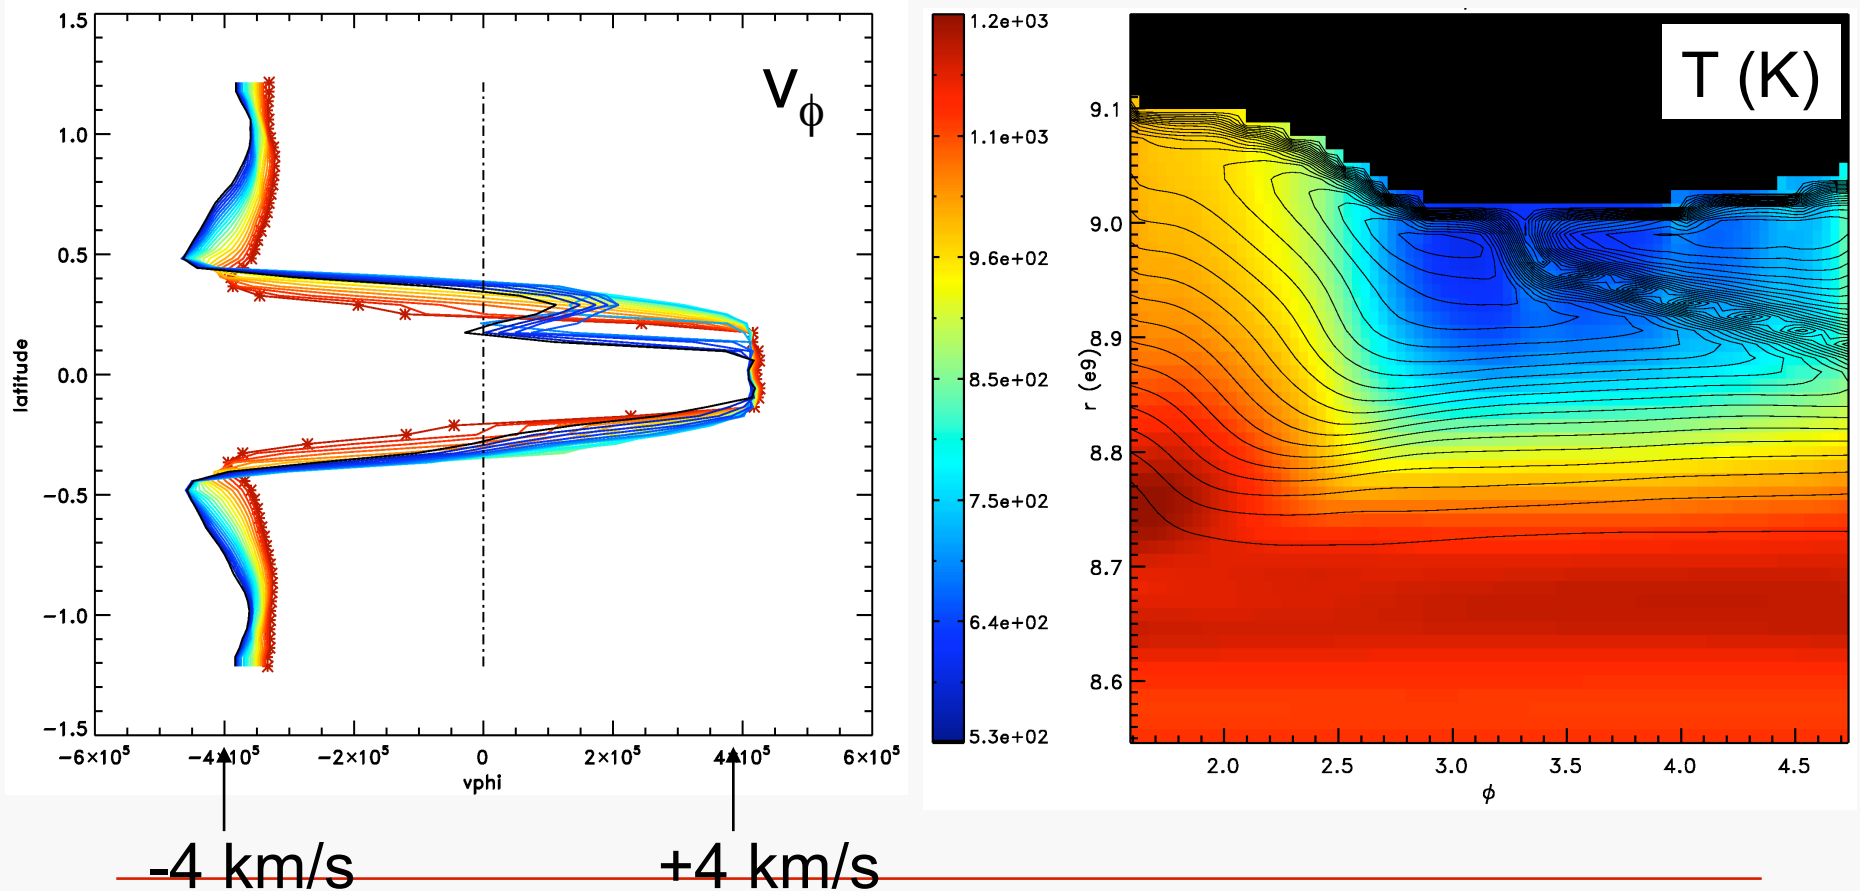 1.5
1.0
0.5
0.0
−0.5
−1.0
−1.5
latitude
−6×10⁵
−4×10⁵
−2×10⁵
0
2×10⁵
4×10⁵
6×10⁵
vphi
vϕ
-4 km/s
+4 km/s
1.2e+03
1.1e+03
9.6e+02
8.5e+02
7.5e+02
6.4e+02
5.3e+02
T (K)
9.1
9.0
8.9
8.8
8.7
8.6
r (e9)
2.0
2.5
3.0
3.5
4.0
4.5
ϕ